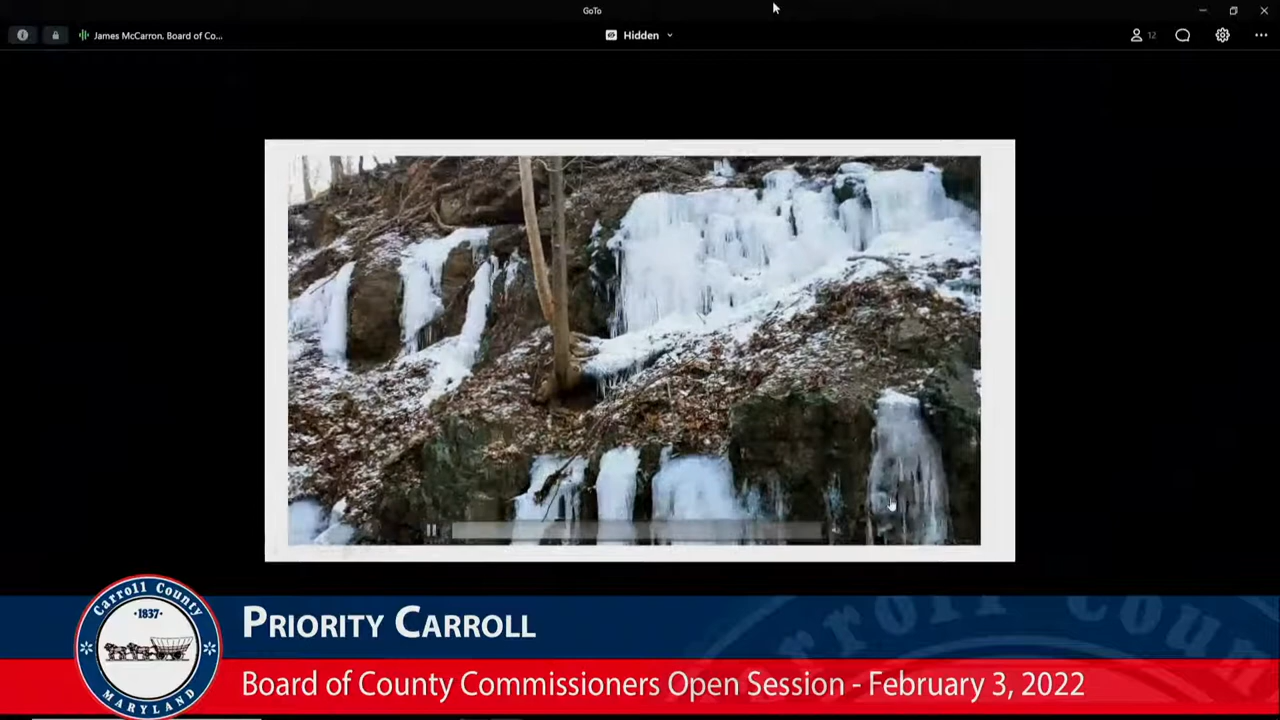 GoTo
James McCarron, Board of Co...
Hidden
12
PRIORITY CARROLL
Board of County Commissioners Open Session - February 3, 2022
Carroll County
·1837·
MARYLAND